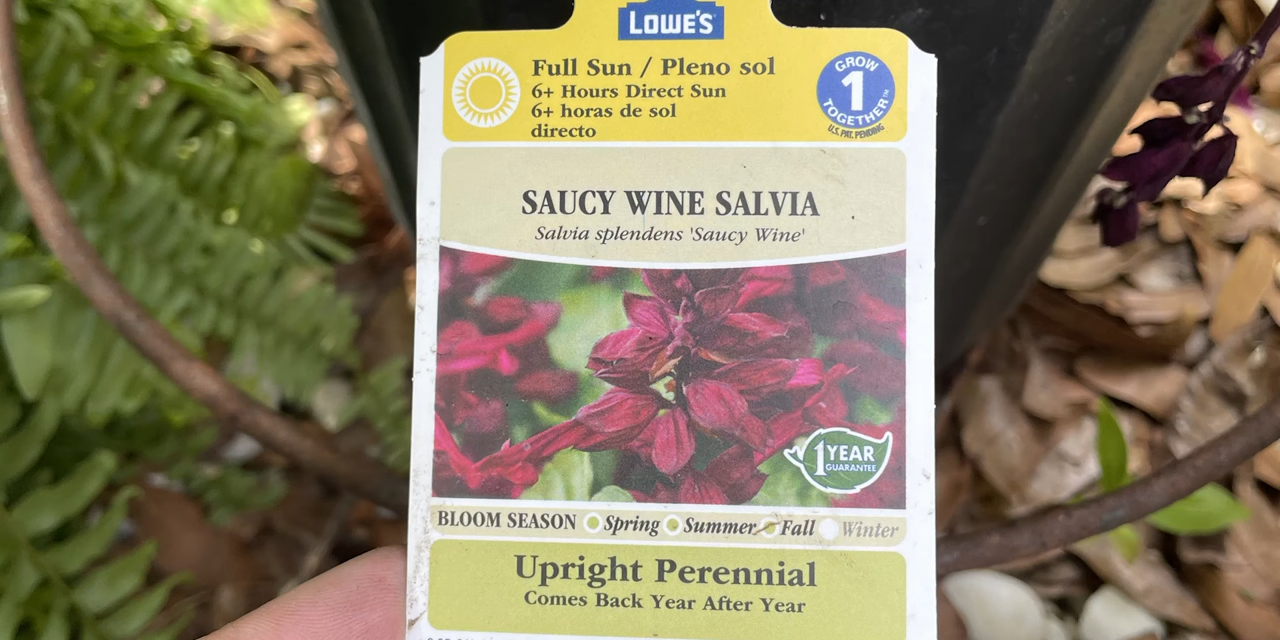 LOWE'S
Full Sun / Pleno sol
6+ Hours Direct Sun
6+ horas de sol
directo
GROW
1
TOGETHER™
U.S. PAT. PENDING
SAUCY WINE SALVIA
Salvia splendens 'Saucy Wine'
1 YEAR
GUARANTEE
BLOOM SEASON Spring Summer Fall Winter
Upright Perennial
Comes Back Year After Year